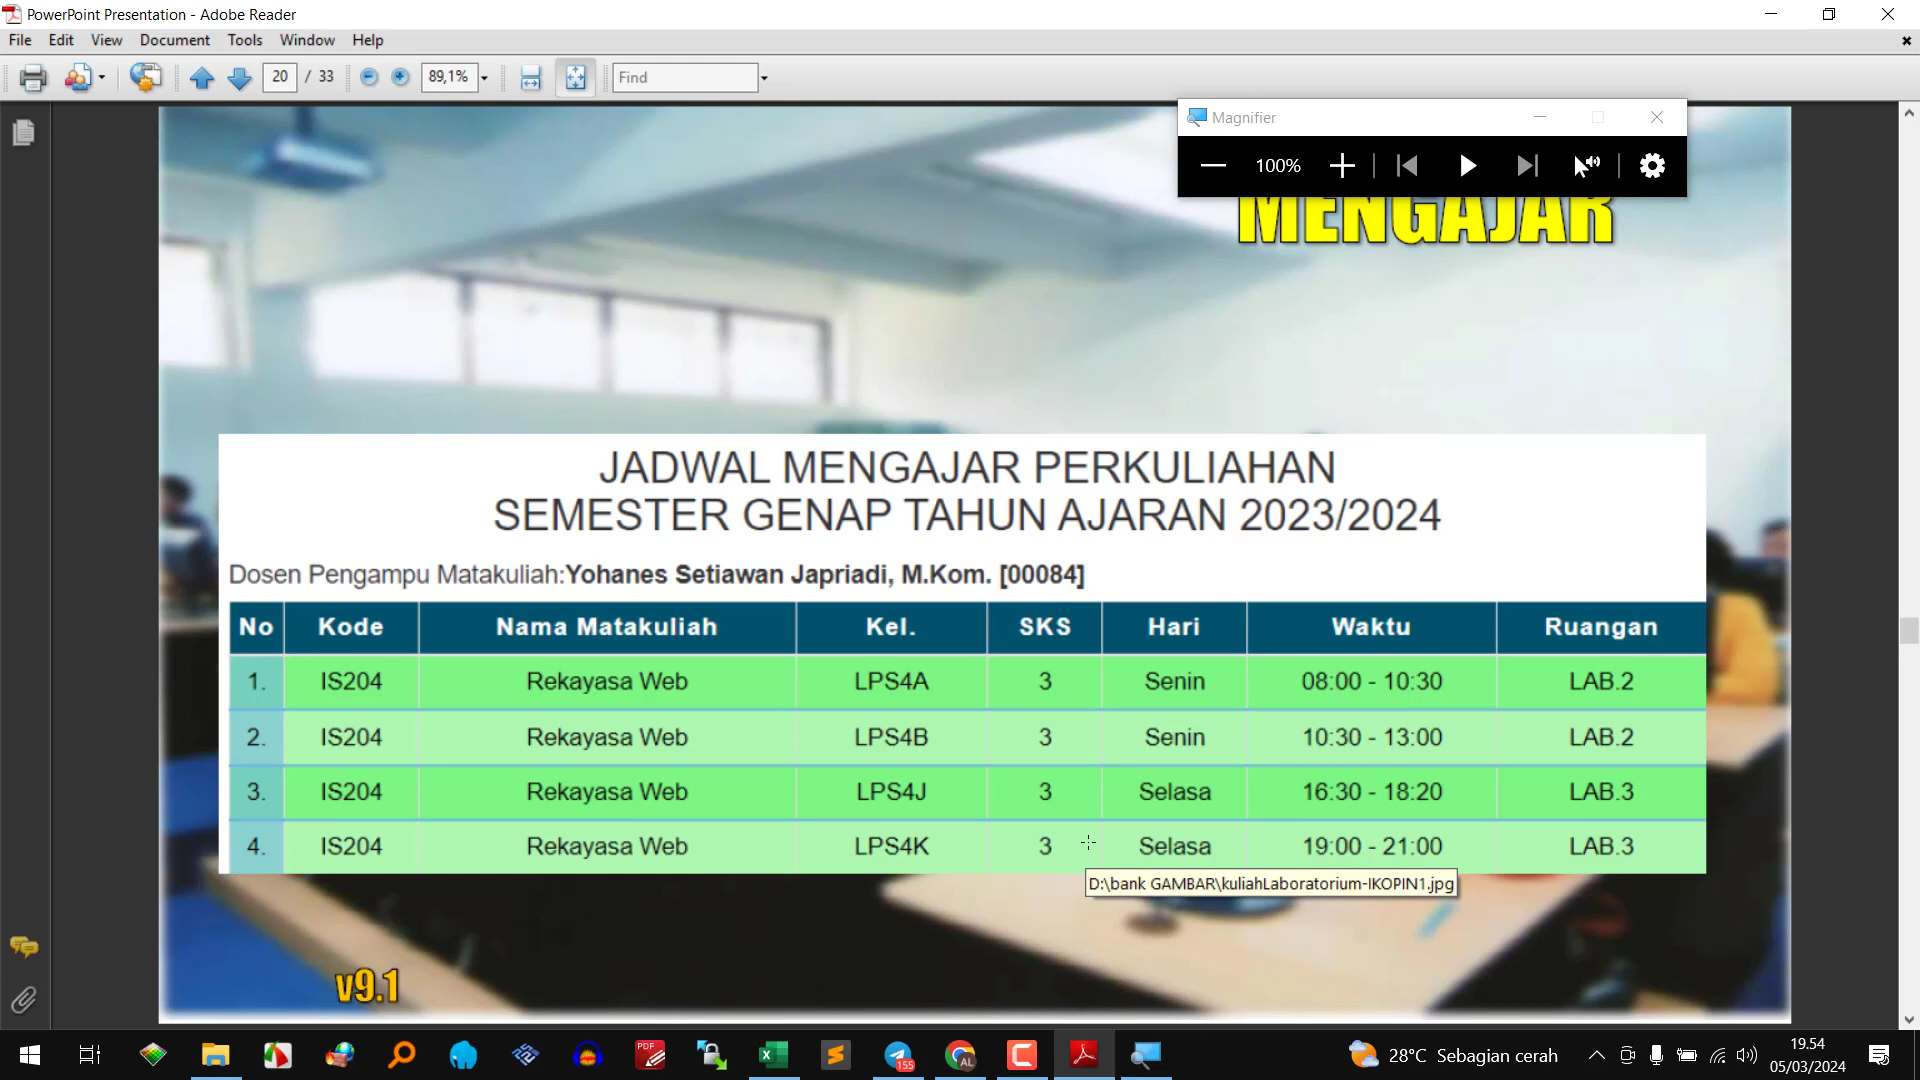 PowerPoint Presentation - Adobe Reader
File Edit View Document Tools Window Help
20 / 33 89,1% Find
Magnifier
100%
MENGAJAR
JADWAL MENGAJAR PERKULIAHAN
SEMESTER GENAP TAHUN AJARAN 2023/2024
Dosen Pengampu Matakuliah:Yohanes Setiawan Japriadi, M.Kom. [00084]
No Kode Nama Matakuliah Kel. SKS Hari Waktu Ruangan
1. IS204 Rekayasa Web LPS4A 3 Senin 08:00 - 10:30 LAB.2
2. IS204 Rekayasa Web LPS4B 3 Senin 10:30 - 13:00 LAB.2
3. IS204 Rekayasa Web LPS4J 3 Selasa 16:30 - 18:20 LAB.3
4. IS204 Rekayasa Web LPS4K 3 Selasa 19:00 - 21:00 LAB.3
D:\bank GAMBAR\kuliahLaboratorium-IKOPIN1.jpg
v9.1
PDF
155
AL
28°C Sebagian cerah
19.54
05/03/2024